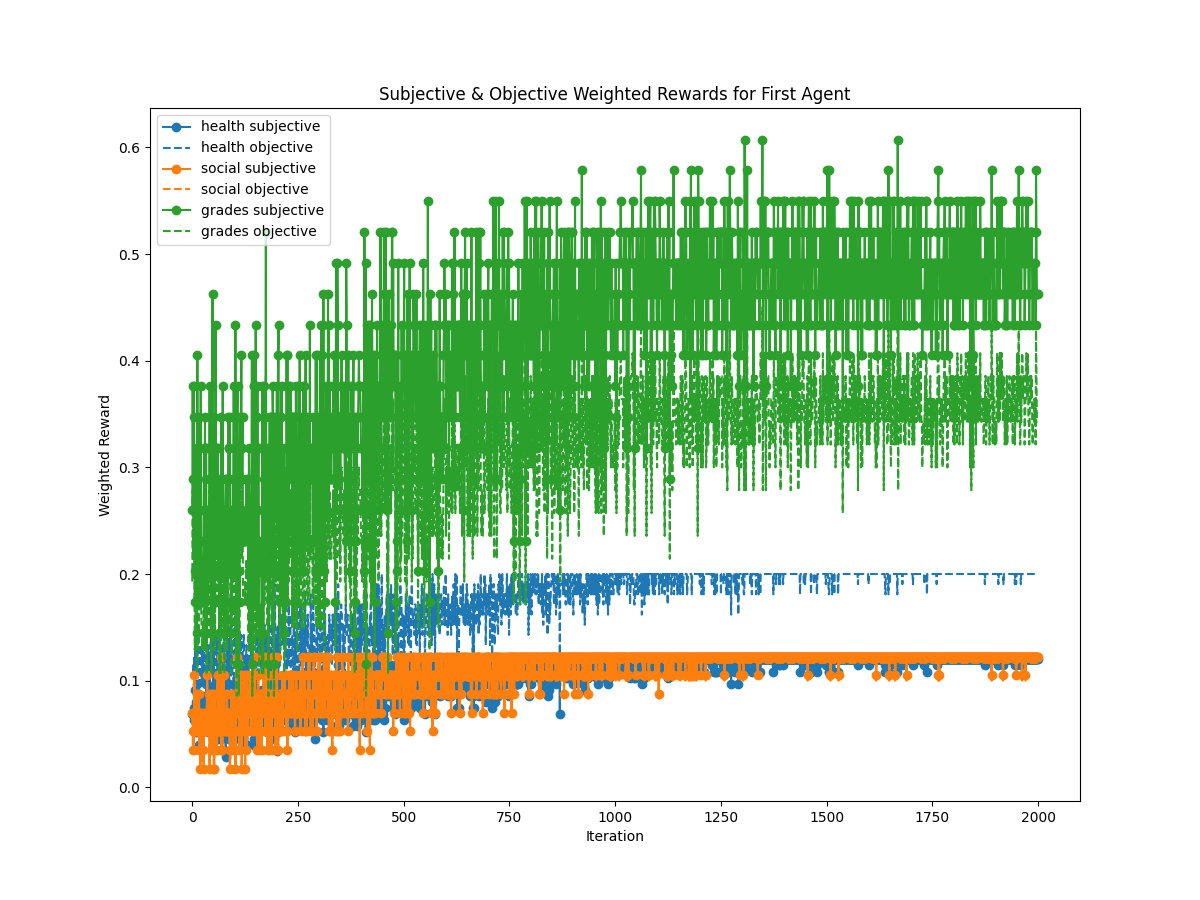 Subjective & Objective Weighted Rewards for First Agent
health subjective
health objective
social subjective
social objective
grades subjective
grades objective
Weighted Reward
0.6
0.5
0.4
0.3
0.2
0.1
0.0
0 250 500 750 1000 1250 1500 1750 2000
Iteration